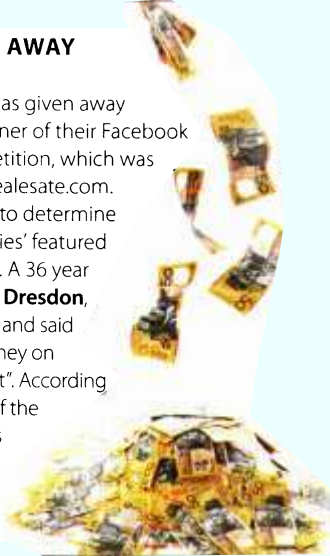 AWAY
as given away
ner of their Facebook
etition, which was
ealesate.com.
to determine
ies' featured
. A 36 year
Dresdon,
and said
ney on
t". According
f the
s